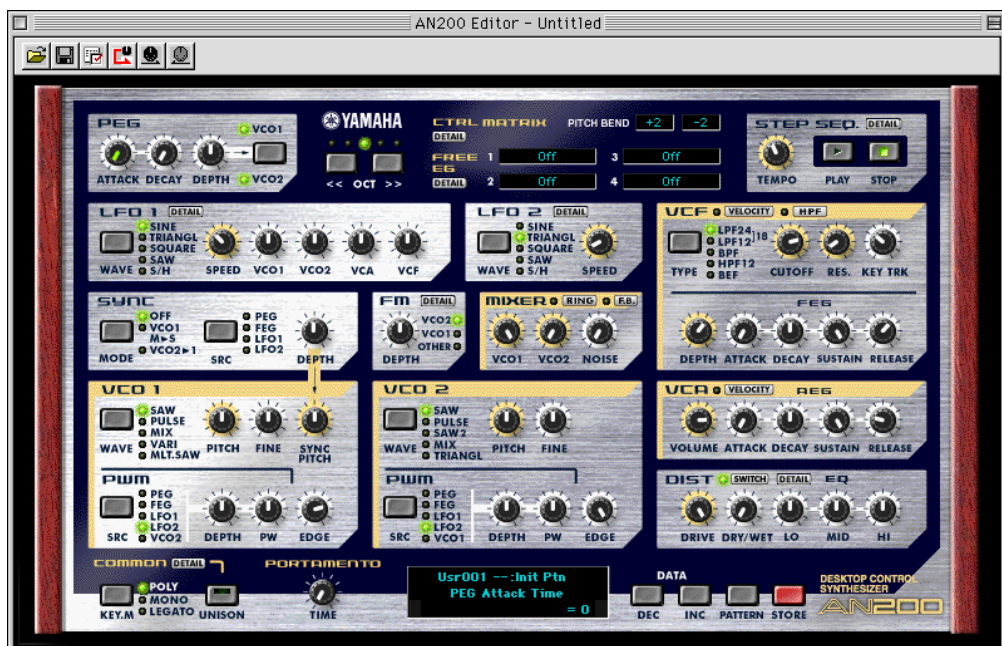 AN200 Editor - Untitled
PEG
VCO1
ATTACK DECAY DEPTH VCO2
YAMAHA
<< OCT >>
CTRL MATRIX PITCH BEND +2 -2
DETAIL
FREE EG 1 Off 3 Off
DETAIL 2 Off 4 Off
STEP SEQ. DETAIL
TEMPO PLAY STOP
LFO 1 DETAIL
SINE
TRIANGL
SQUARE
SAW
WAVE S/H SPEED VCO1 VCO2 VCA VCF
LFO 2 DETAIL
SINE
TRIANGL
SQUARE
SAW
WAVE S/H SPEED
VCF VELOCITY HPF
LPF24
LPF12 18
BPF
HPF12
TYPE BEF CUTOFF RES. KEY TRK
FEG
DEPTH ATTACK DECAY SUSTAIN RELEASE
SYNC
OFF
VCO1
M►S
MODE VCO2►1
PEG
FEG
LFO1
SRC LFO2 DEPTH
FM DETAIL
VCO2
VCO1
OTHER
DEPTH
MIXER RING F.B.
VCO1 VCO2 NOISE
VCO 1
SAW
PULSE
MIX
WAVE VARI PITCH FINE SYNC PITCH
MLT.SAW
PWM
PEG
FEG
LFO1
LFO2
SRC VCO2 DEPTH PW EDGE
VCO 2
SAW
PULSE
SAW2
WAVE MIX PITCH FINE
TRIANGL
PWM
PEG
FEG
LFO1
LFO2
SRC VCO1 DEPTH PW EDGE
VCA VELOCITY AEG
VOLUME ATTACK DECAY SUSTAIN RELEASE
DIST SWITCH DETAIL EQ
DRIVE DRY/WET LO MID HI
COMMON DETAIL
POLY
MONO
KEY.M LEGATO UNISON
PORTAMENTO
TIME
Usr001 --:Init Ptn
PEG Attack Time
= 0
DATA
DEC INC PATTERN STORE
DESKTOP CONTROL
SYNTHESIZER
AN200